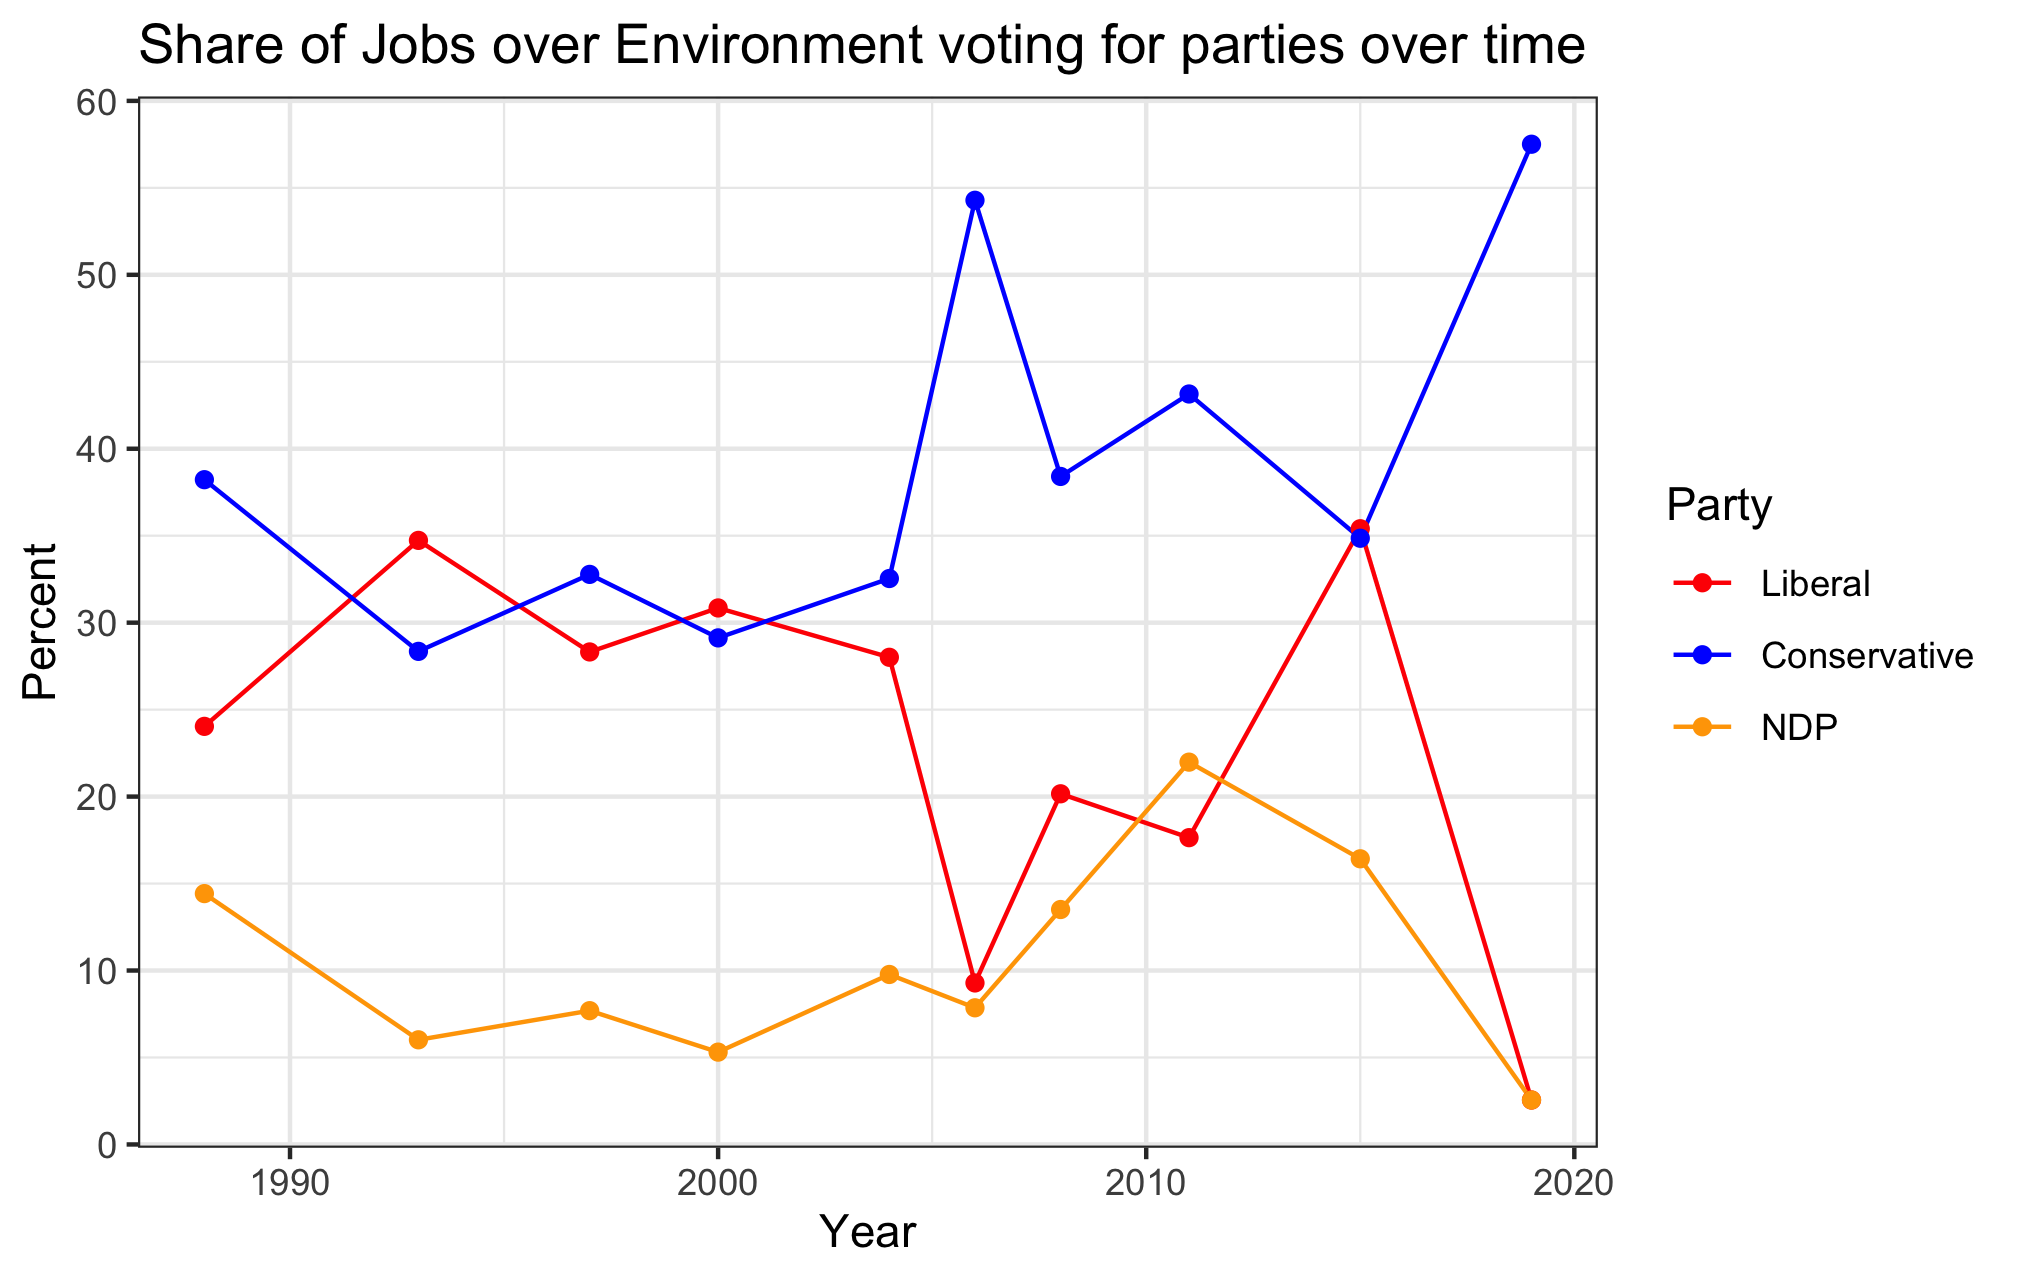 Share of Jobs over Environment voting for parties over time
60
50
40
30
20
10
0
Percent
1990
2000
2010
2020
Year
Party
Liberal
Conservative
NDP